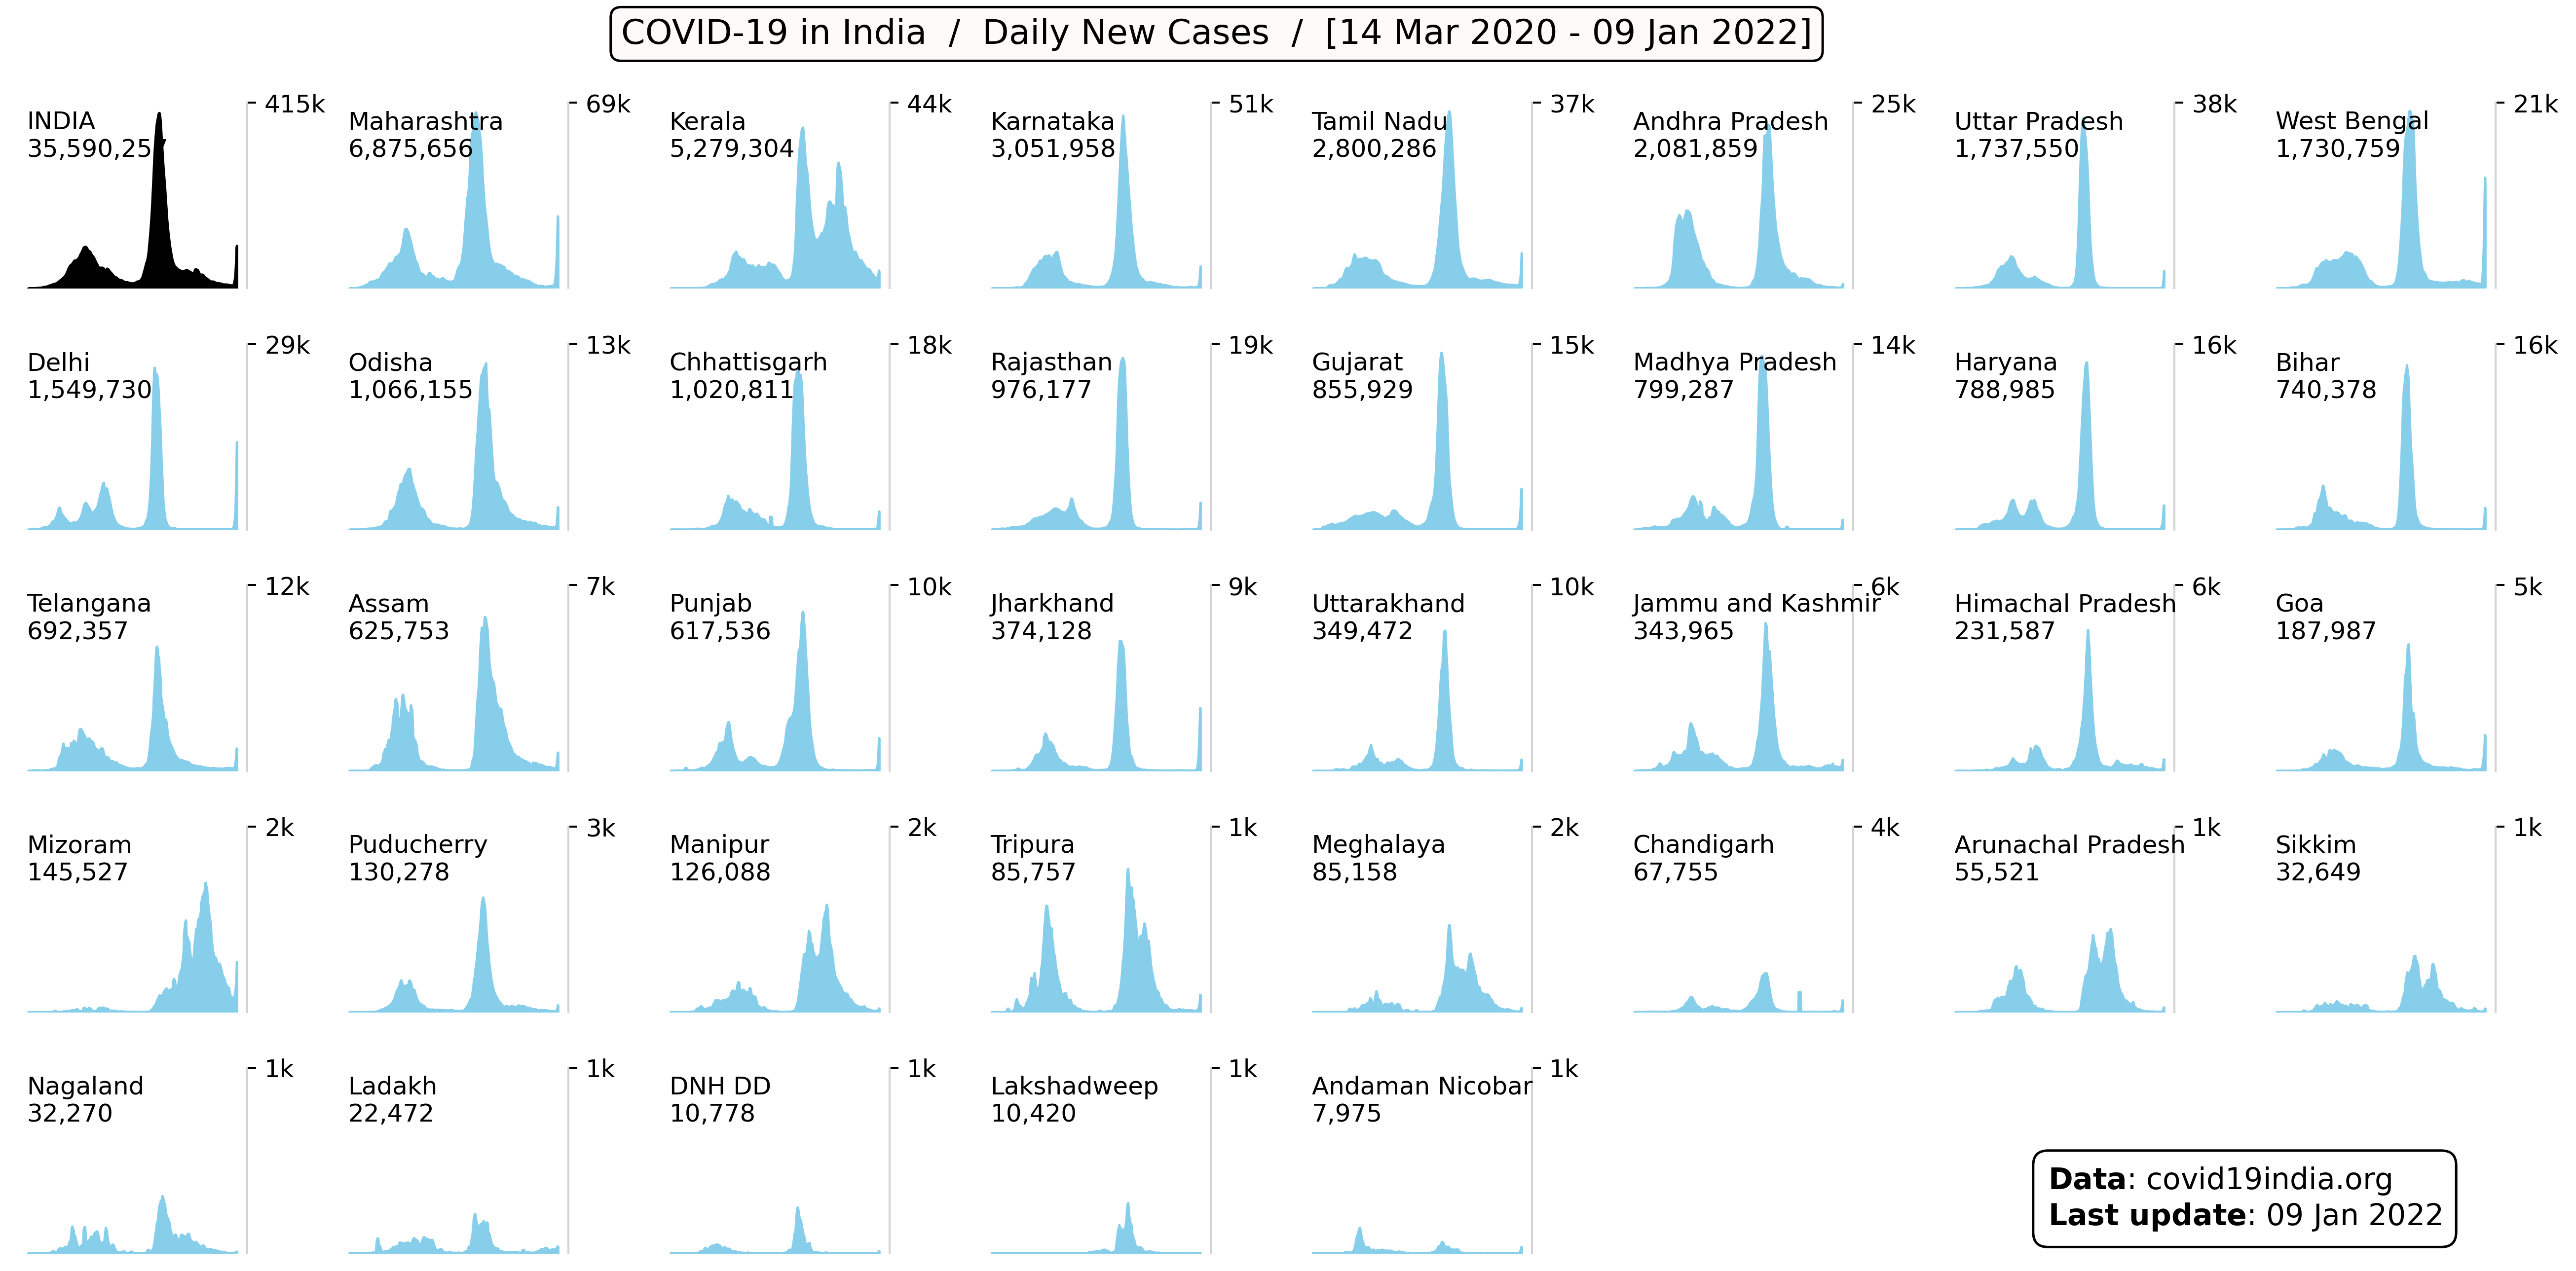 COVID-19 in India / Daily New Cases / [14 Mar 2020 - 09 Jan 2022]
INDIA
35,590,257
415k
Maharashtra
6,875,656
69k
Kerala
5,279,304
44k
Karnataka
3,051,958
51k
Tamil Nadu
2,800,286
37k
Andhra Pradesh
2,081,859
25k
Uttar Pradesh
1,737,550
38k
West Bengal
1,730,759
21k
Delhi
1,549,730
29k
Odisha
1,066,155
13k
Chhattisgarh
1,020,811
18k
Rajasthan
976,177
19k
Gujarat
855,929
15k
Madhya Pradesh
799,287
14k
Haryana
788,985
16k
Bihar
740,378
16k
Telangana
692,357
12k
Assam
625,753
7k
Punjab
617,536
10k
Jharkhand
374,128
9k
Uttarakhand
349,472
10k
Jammu and Kashmir
343,965
6k
Himachal Pradesh
231,587
6k
Goa
187,987
5k
Mizoram
145,527
2k
Puducherry
130,278
3k
Manipur
126,088
2k
Tripura
85,757
1k
Meghalaya
85,158
2k
Chandigarh
67,755
4k
Arunachal Pradesh
55,521
1k
Sikkim
32,649
1k
Nagaland
32,270
1k
Ladakh
22,472
1k
DNH DD
10,778
1k
Lakshadweep
10,420
1k
Andaman Nicobar
7,975
1k
Data: covid19india.org
Last update: 09 Jan 2022